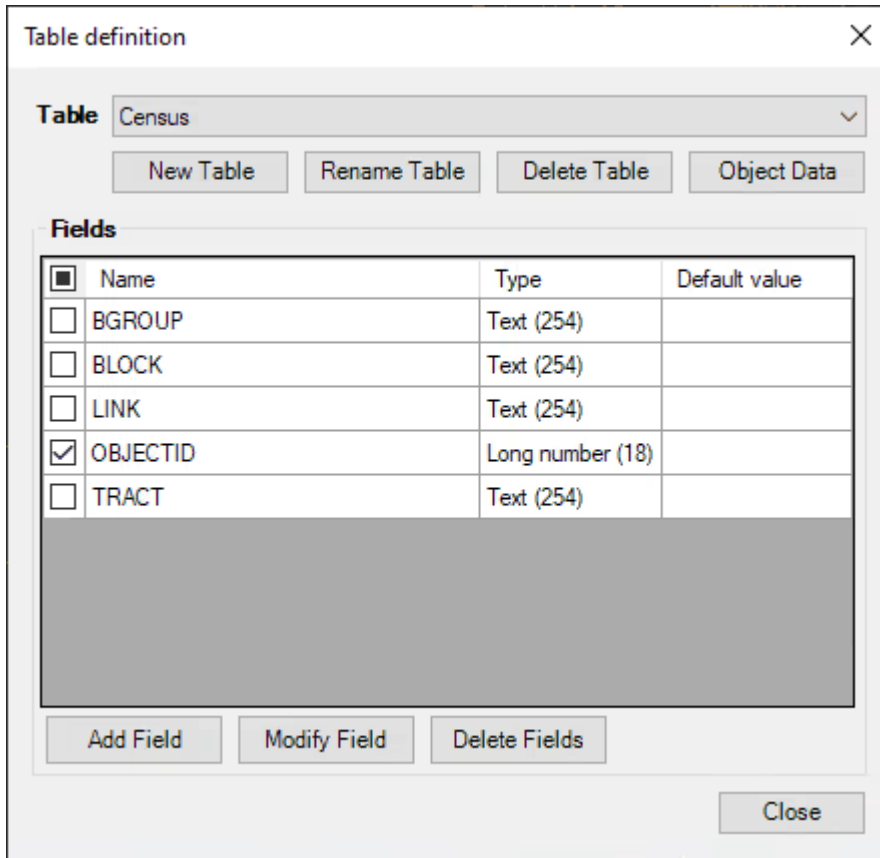 Table definition
Table Census
New Table Rename Table Delete Table Object Data
Fields
Name Type Default value
BGROUP Text (254)
BLOCK Text (254)
LINK Text (254)
OBJECTID Long number (18)
TRACT Text (254)
Add Field Modify Field Delete Fields
Close